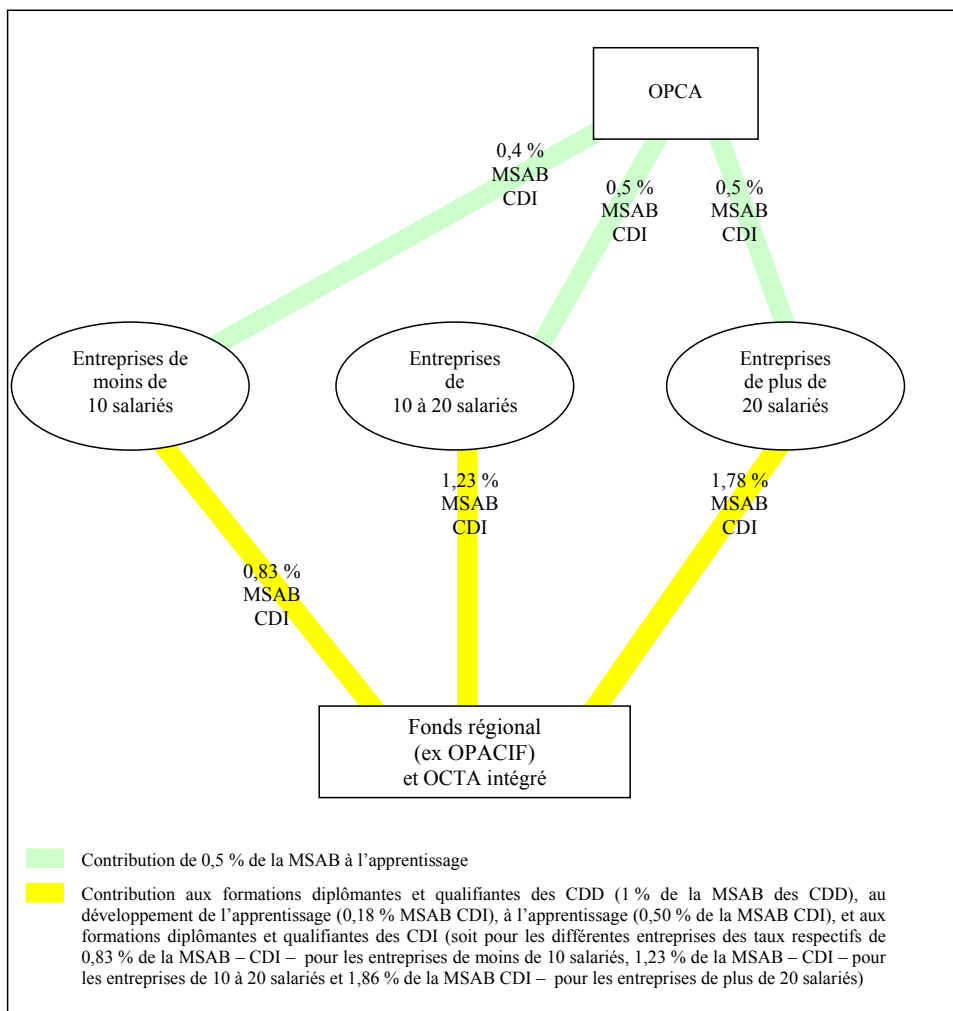 OPCA
0,4 %
MSAB
CDI
0,5 %
MSAB
CDI
0,5 %
MSAB
CDI
Entreprises de
moins de
10 salariés
Entreprises
de
10 à 20 salariés
Entreprises
de plus de
20 salariés
0,83 %
MSAB
CDI
1,23 %
MSAB
CDI
1,78 %
MSAB
CDI
Fonds régional
(ex OPACIF)
et OCTA intégré
Contribution de 0,5 % de la MSAB à l’apprentissage
Contribution aux formations diplômantes et qualifiantes des CDD (1 % de la MSAB des CDD), au
développement de l’apprentissage (0,18 % MSAB CDI), à l’apprentissage (0,50 % de la MSAB CDI), et aux
formations diplômantes et qualifiantes des CDI (soit pour les différentes entreprises des taux respectifs de
0,83 % de la MSAB – CDI – pour les entreprises de moins de 10 salariés, 1,23 % de la MSAB – CDI – pour
les entreprises de 10 à 20 salariés et 1,86 % de la MSAB CDI – pour les entreprises de plus de 20 salariés)